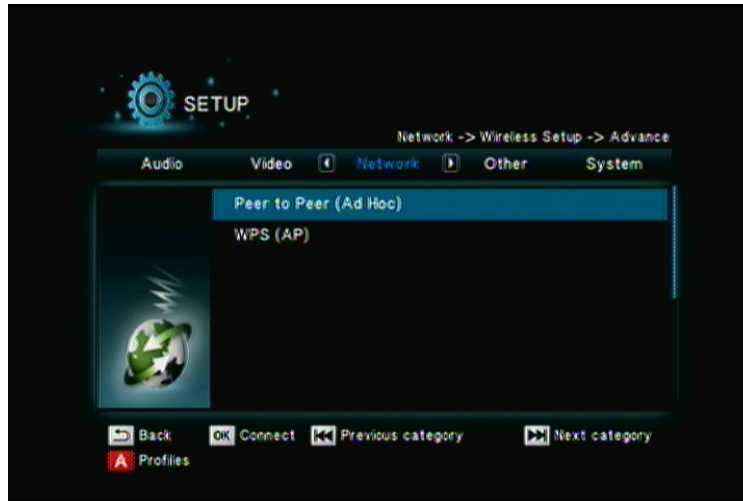 SETUP
Network -> Wireless Setup -> Advance
Audio Video Network Other System
Peer to Peer (Ad Hoc)
WPS (AP)
Back OK Connect Previous category Next category
A Profiles